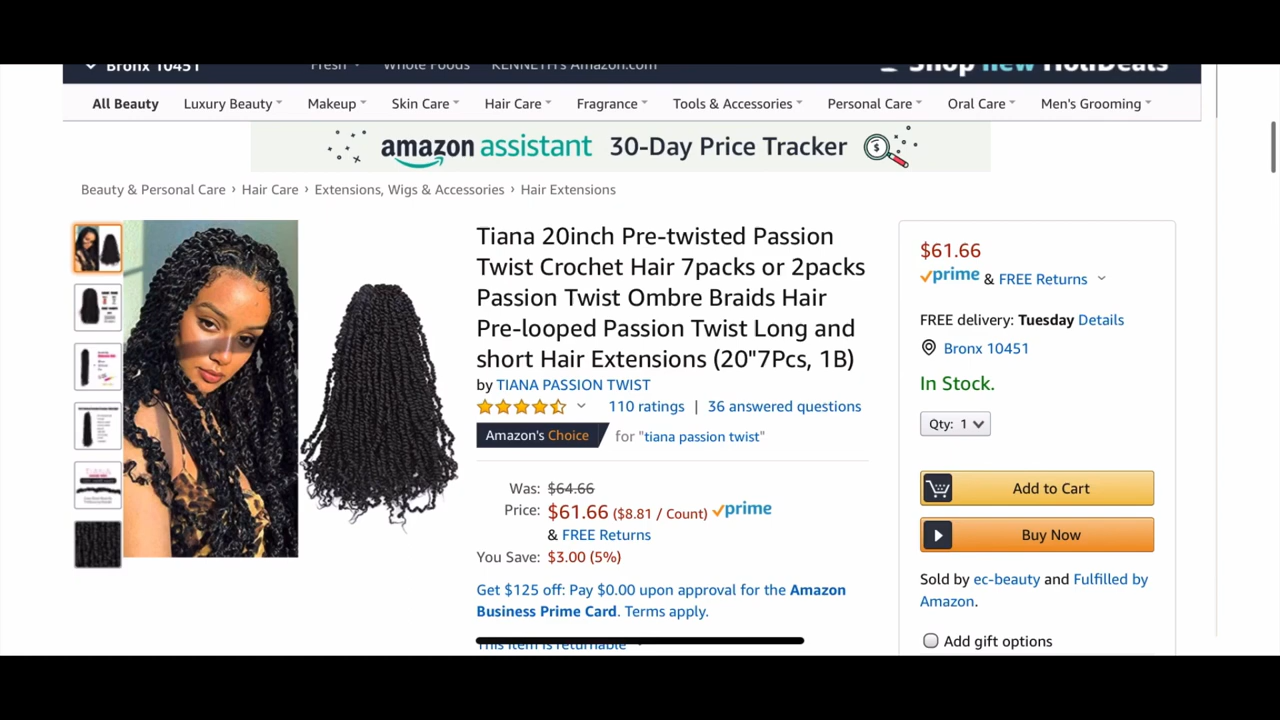 Bronx 10451
Fresh
Whole Foods
KENNETH's Amazon.com
Shop new HoliDeals
All Beauty
Luxury Beauty
Makeup
Skin Care
Hair Care
Fragrance
Tools & Accessories
Personal Care
Oral Care
Men's Grooming
amazon assistant 30-Day Price Tracker
Beauty & Personal Care › Hair Care › Extensions, Wigs & Accessories › Hair Extensions
Tiana 20inch Pre-twisted Passion
Twist Crochet Hair 7packs or 2packs
Passion Twist Ombre Braids Hair
Pre-looped Passion Twist Long and
short Hair Extensions (20"7Pcs, 1B)
by TIANA PASSION TWIST
110 ratings | 36 answered questions
Amazon's Choice for "tiana passion twist"
Was: $64.66
Price: $61.66 ($8.81 / Count) prime
& FREE Returns
You Save: $3.00 (5%)
Get $125 off: Pay $0.00 upon approval for the Amazon
Business Prime Card. Terms apply.
This item is returnable
$61.66
prime & FREE Returns
FREE delivery: Tuesday Details
Bronx 10451
In Stock.
Qty: 1
Add to Cart
Buy Now
Sold by ec-beauty and Fulfilled by
Amazon.
Add gift options